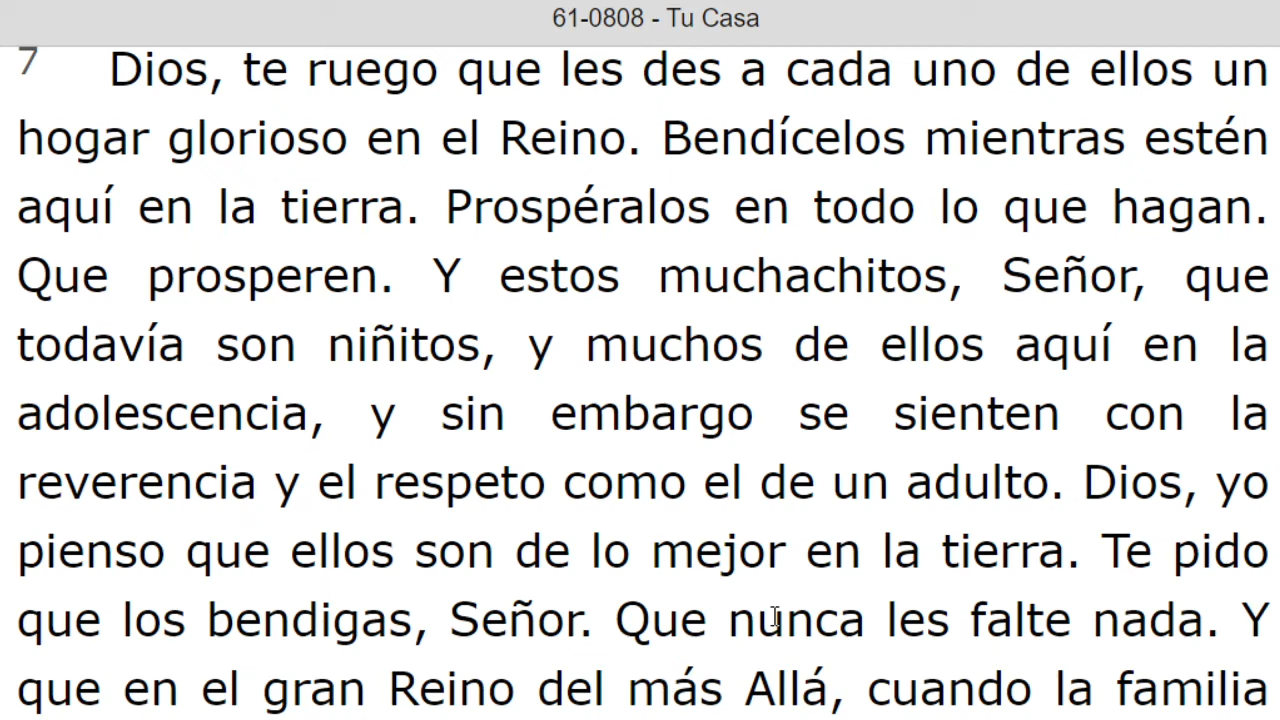 61-0808 - Tu Casa
7 Dios, te ruego que les des a cada uno de ellos un
hogar glorioso en el Reino. Bendícelos mientras estén
aquí en la tierra. Prospéralos en todo lo que hagan.
Que prosperen. Y estos muchachitos, Señor, que
todavía son niñitos, y muchos de ellos aquí en la
adolescencia, y sin embargo se sienten con la
reverencia y el respeto como el de un adulto. Dios, yo
pienso que ellos son de lo mejor en la tierra. Te pido
que los bendigas, Señor. Que nunca les falte nada. Y
que en el gran Reino del más Allá, cuando la familia